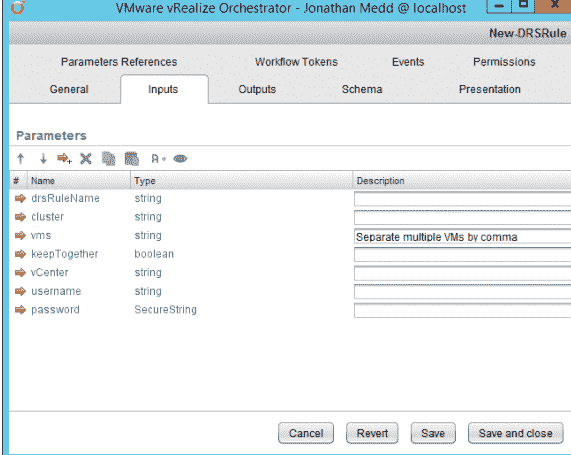 VMware vRealize Orchestrator - Jonathan Medd @ localhost
New-DRSRule
Parameters References Workflow Tokens Events Permissions
General Inputs Outputs Schema Presentation
Parameters
# Name Type Description
drsRuleName string
cluster string
vms string Separate multiple VMs by comma
keepTogether boolean
vCenter string
username string
password SecureString
Cancel Revert Save Save and close